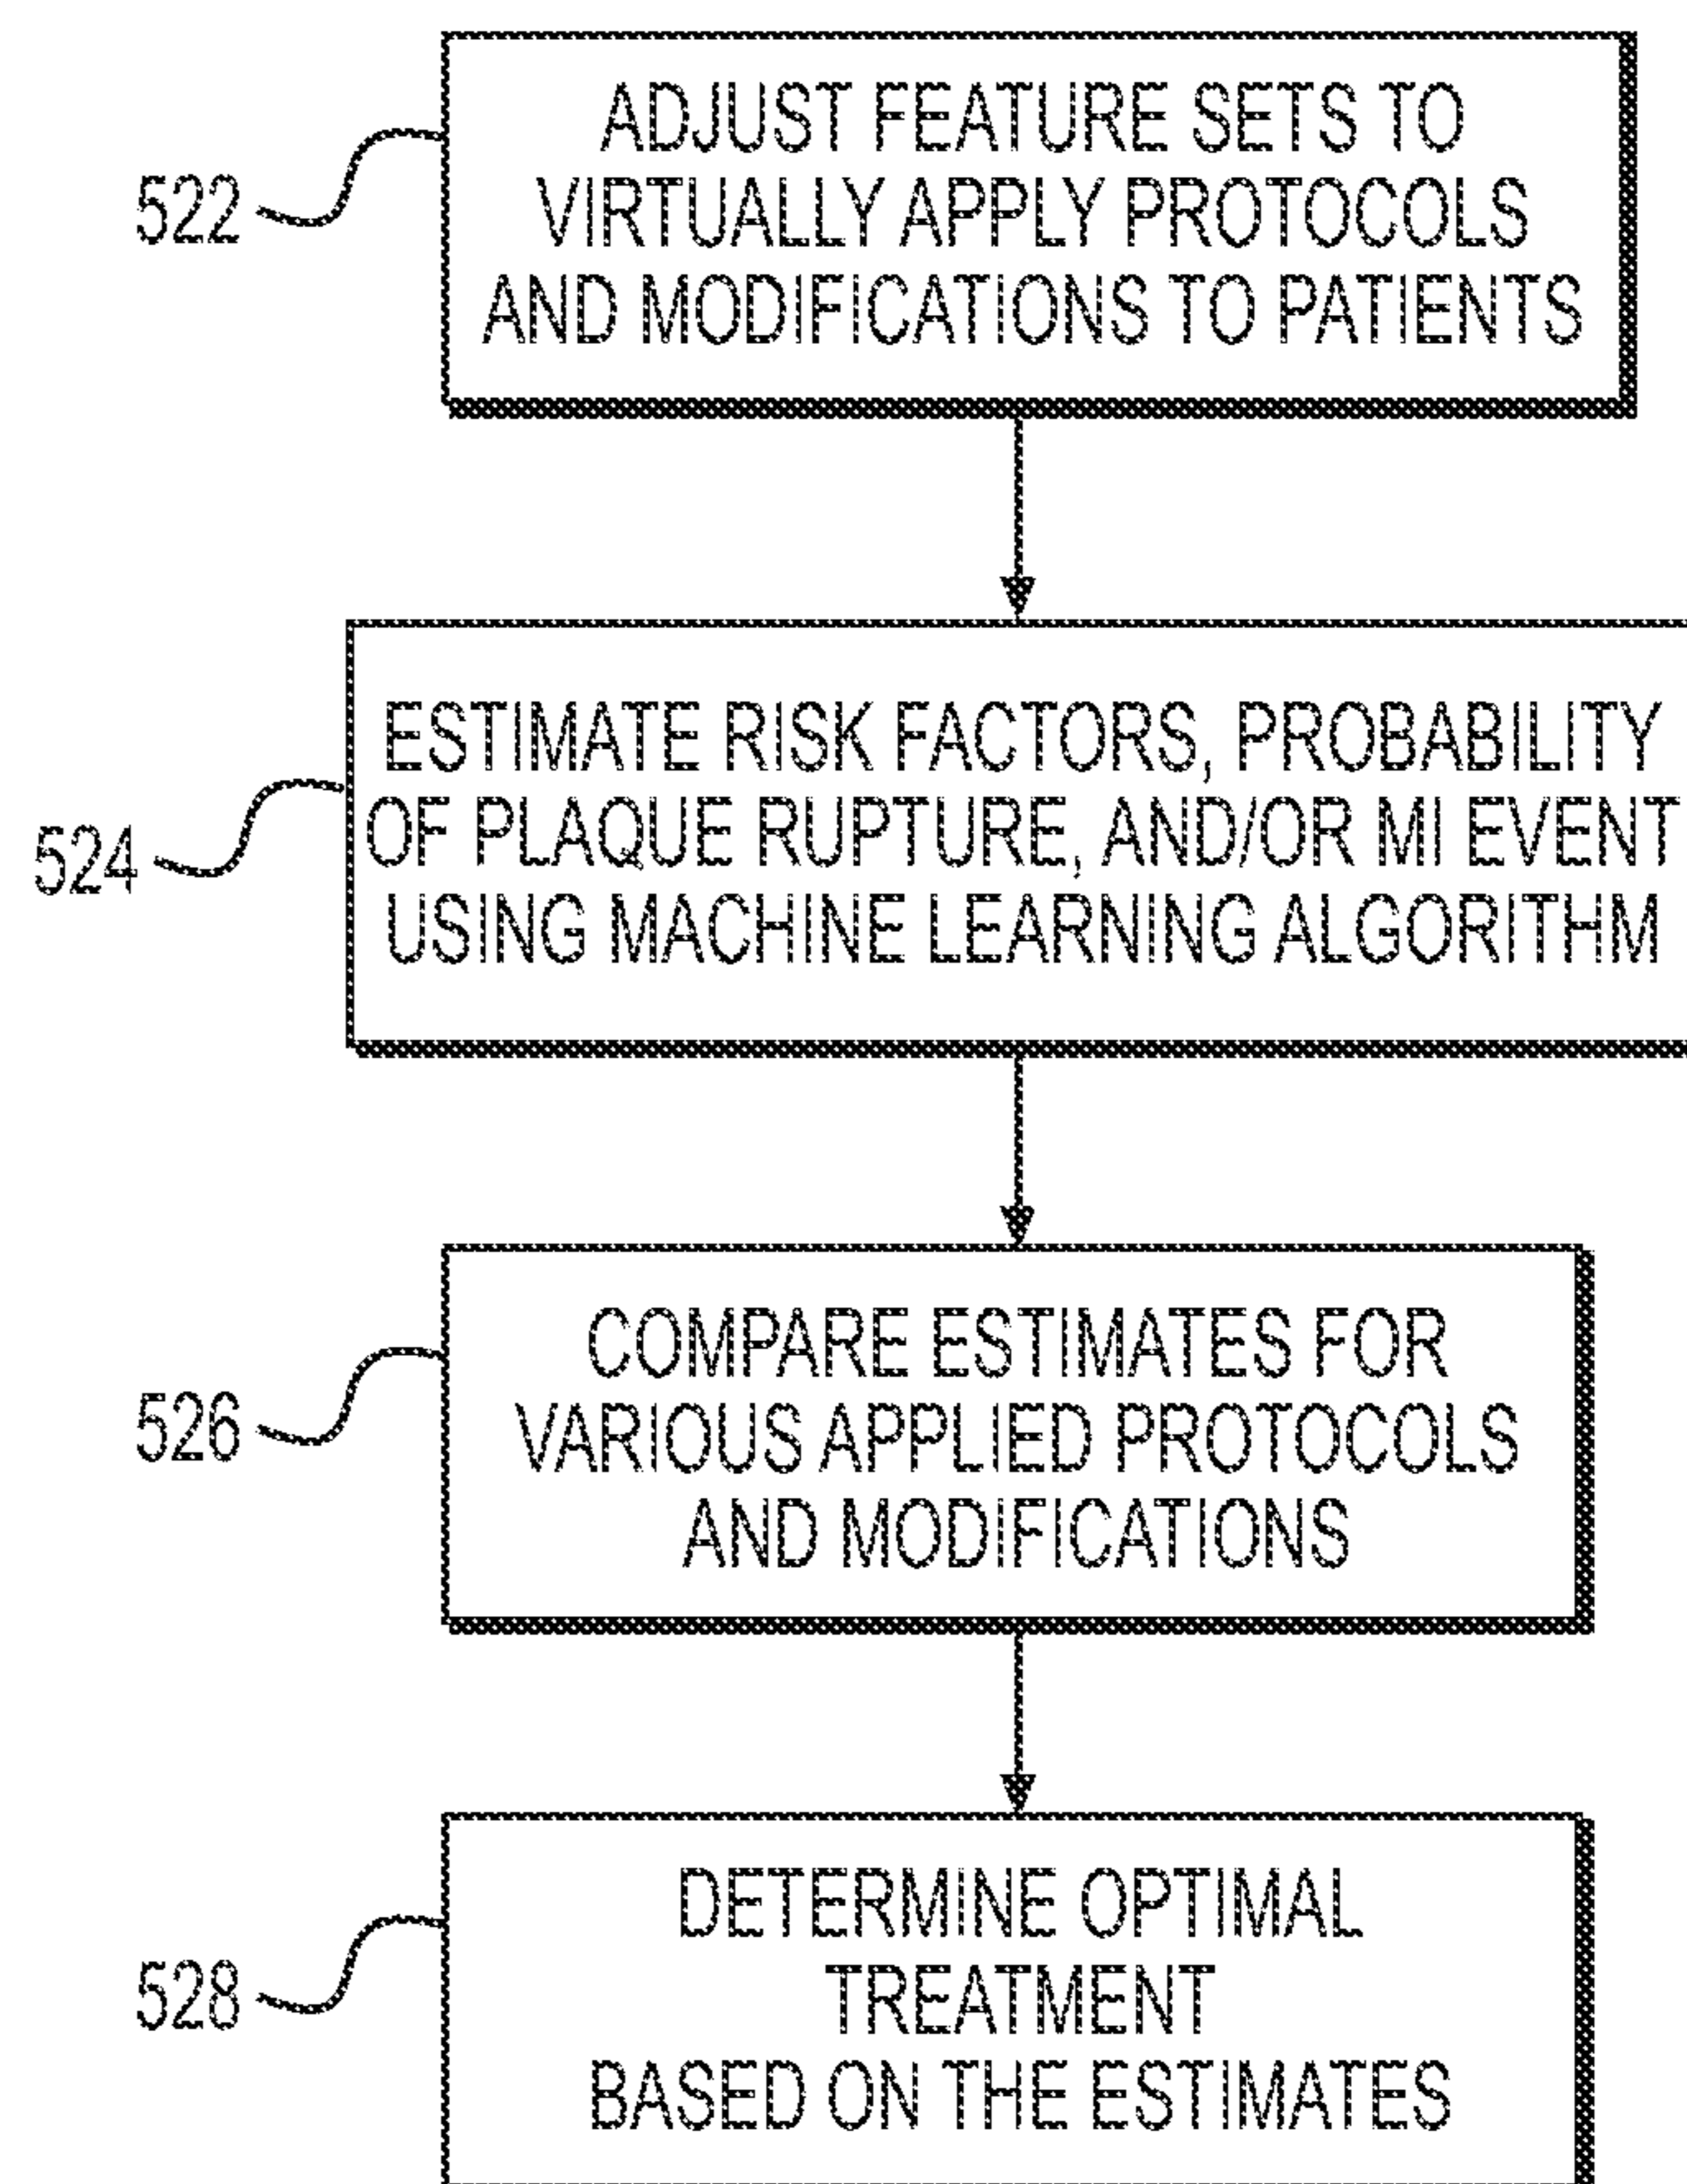 522
ADJUST FEATURE SETS TO
VIRTUALLY APPLY PROTOCOLS
AND MODIFICATIONS TO PATIENTS
524
ESTIMATE RISK FACTORS, PROBABILITY
OF PLAQUE RUPTURE, AND/OR MI EVENT
USING MACHINE LEARNING ALGORITHM
526
COMPARE ESTIMATES FOR
VARIOUS APPLIED PROTOCOLS
AND MODIFICATIONS
528
DETERMINE OPTIMAL
TREATMENT
BASED ON THE ESTIMATES